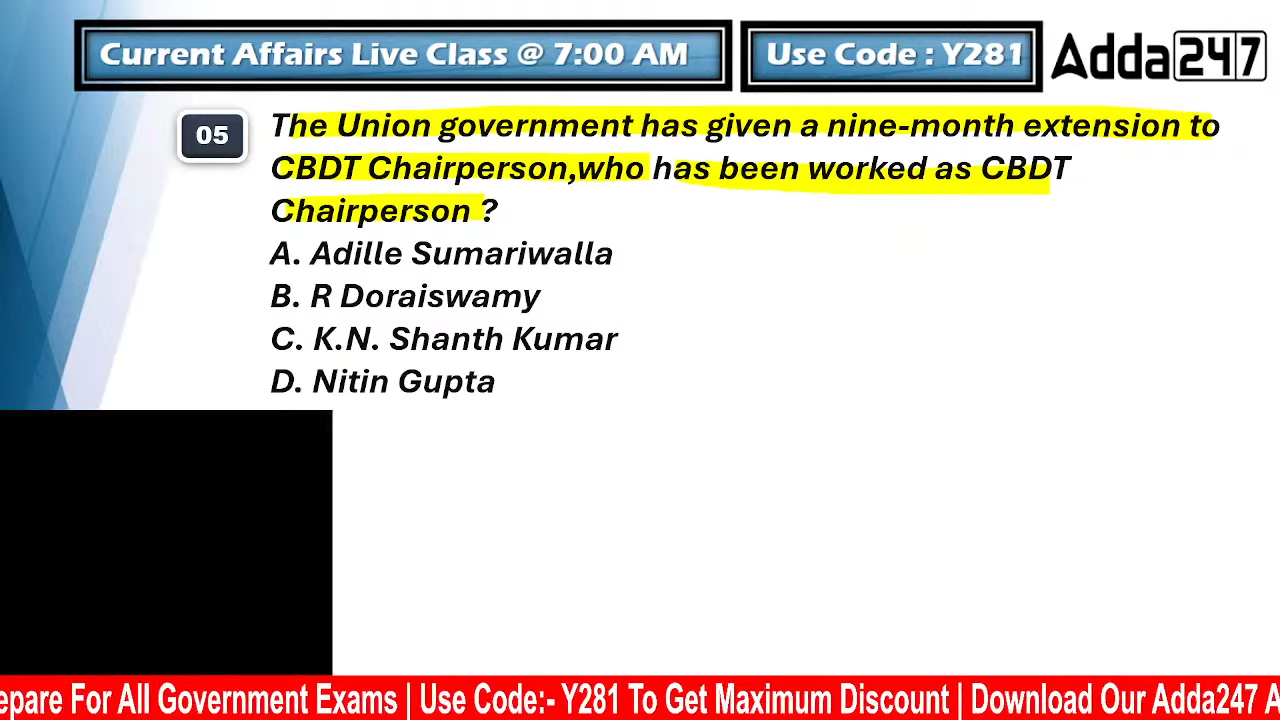 Current Affairs Live Class @ 7:00 AM
Use Code : Y281
Adda247
05
The Union government has given a nine-month extension to
CBDT Chairperson,who has been worked as CBDT
Chairperson ?
A. Adille Sumariwalla
B. R Doraiswamy
C. K.N. Shanth Kumar
D. Nitin Gupta
epare For All Government Exams | Use Code:- Y281 To Get Maximum Discount | Download Our Adda247 A